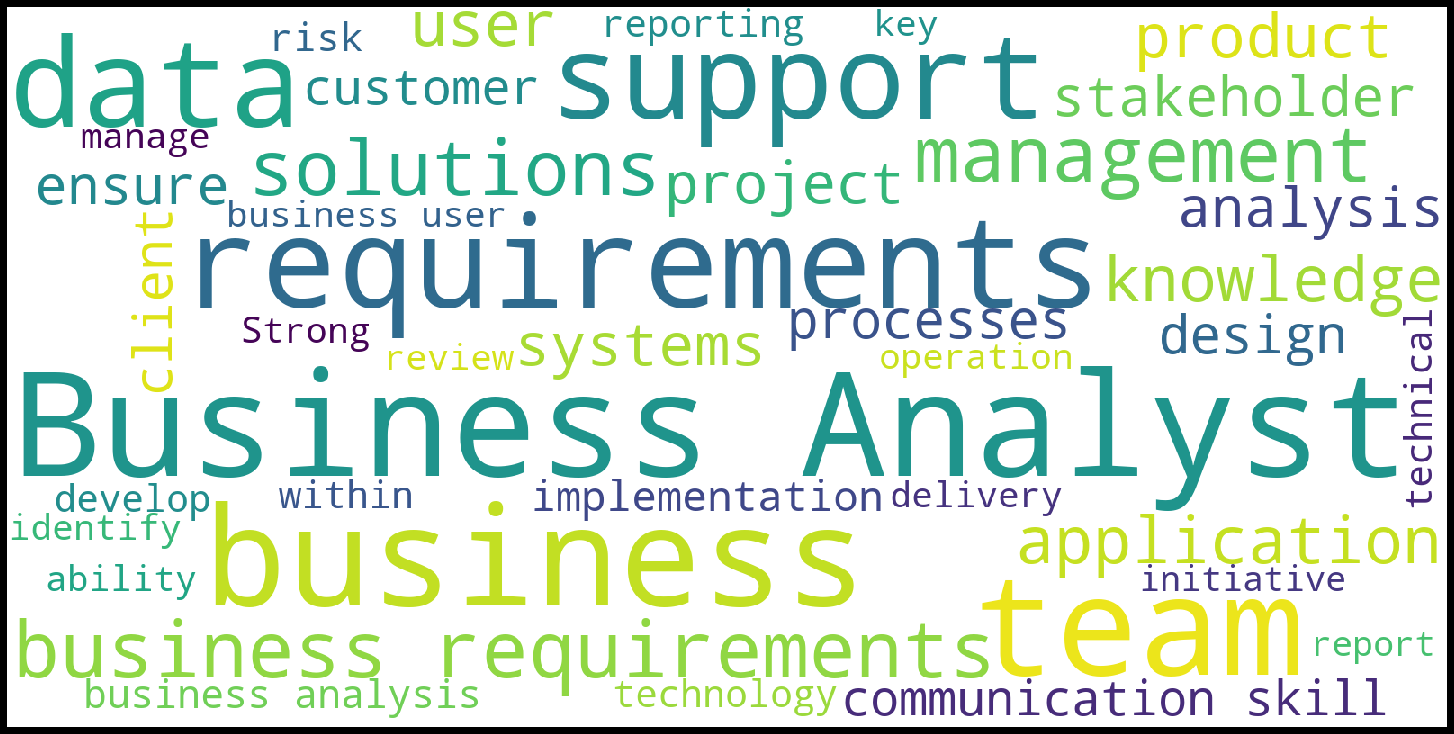 user
reporting
key
product
risk
data
customer
support
stakeholder
manage
solutions
management
ensure
project
analysis
business user
client
requirements
knowledge
Strong
processes
design
technical
review
systems
operation
Business Analyst
develop
within
implementation
delivery
identify
business
application
ability
initiative
team
business requirements
report
business analysis
technology
communication skill